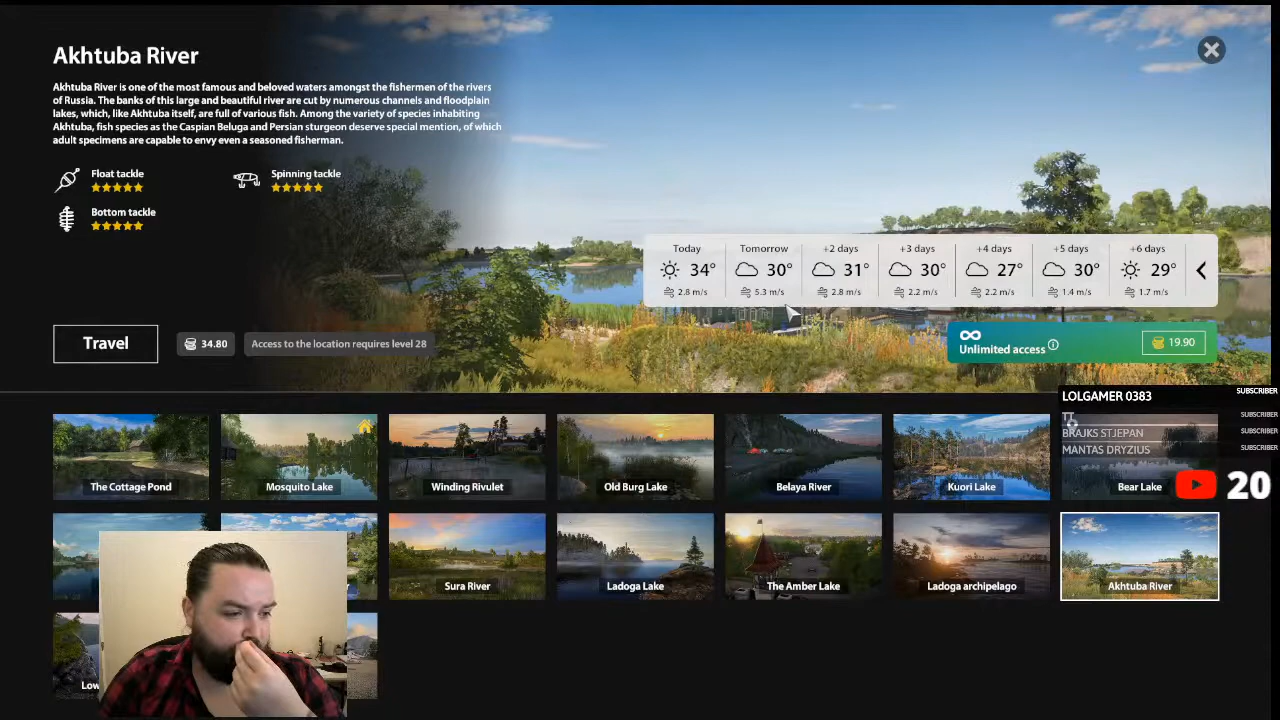 Akhtuba River
Akhtuba River is one of the most famous and beloved waters amongst the fishermen of the rivers
of Russia. The banks of this large and beautiful river are cut by numerous channels and floodplain
lakes, which, like Akhtuba itself, are full of various fish. Among the variety of species inhabiting
Akhtuba, fish species as the Caspian Beluga and Persian sturgeon deserve special mention, of which
adult specimens are capable to envy even a seasoned fisherman.
Float tackle
Spinning tackle
Bottom tackle
Today Tomorrow +2 days +3 days +4 days +5 days +6 days
34° 30° 31° 30° 27° 30° 29°
2.8 m/s 5.3 m/s 2.8 m/s 2.2 m/s 2.2 m/s 1.4 m/s 1.7 m/s
Travel
34.80
Access to the location requires level 28
Unlimited access
19.90
LOLGAMER 0383 SUBSCRIBER
TT SUBSCRIBER
BRAJKS STJEPAN SUBSCRIBER
MANTAS DRYZIUS SUBSCRIBER
The Cottage Pond
Mosquito Lake
Winding Rivulet
Old Burg Lake
Belaya River
Kuori Lake
Bear Lake
20
Sura River
Ladoga Lake
The Amber Lake
Ladoga archipelago
Akhtuba River